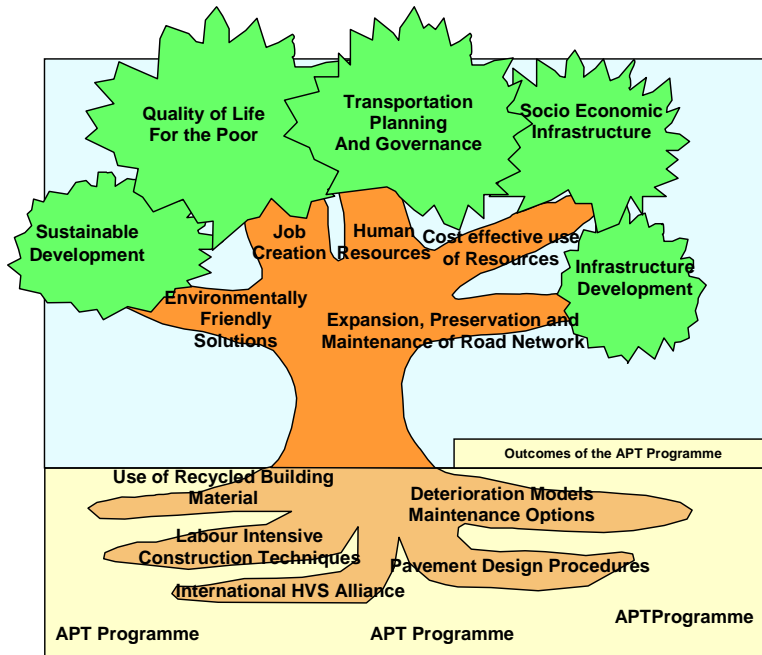 Quality of Life
For the Poor
Transportation
Planning
And Governance
Socio Economic
Infrastructure
Sustainable
Development
Job
Creation
Human
Resources
Cost effective use
of Resources
Infrastructure
Development
Environmentally
Friendly
Solutions
Expansion, Preservation and
Maintenance of Road Network
Outcomes of the APT Programme
Use of Recycled Building
Material
Deterioration Models
Maintenance Options
Labour Intensive
Construction Techniques
Pavement Design Procedures
International HVS Alliance
APT Programme
APT Programme
APTProgramme